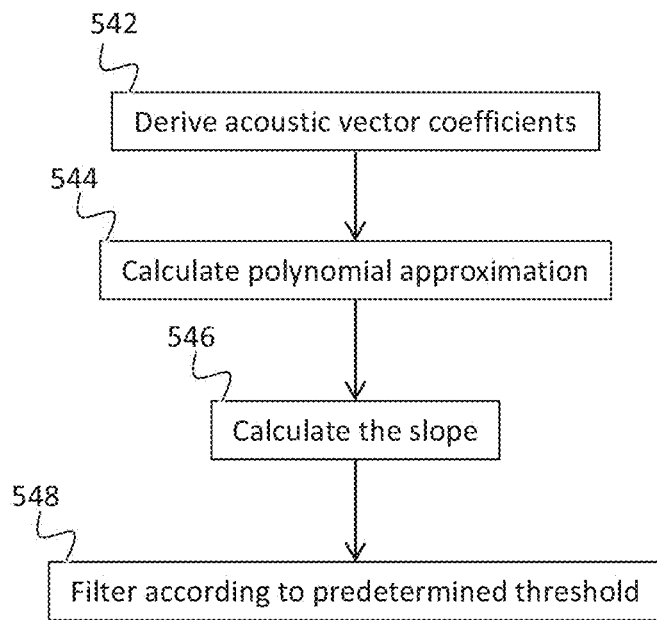 542
Derive acoustic vector coefficients
544
Calculate polynomial approximation
546
Calculate the slope
548
Filter according to predetermined threshold